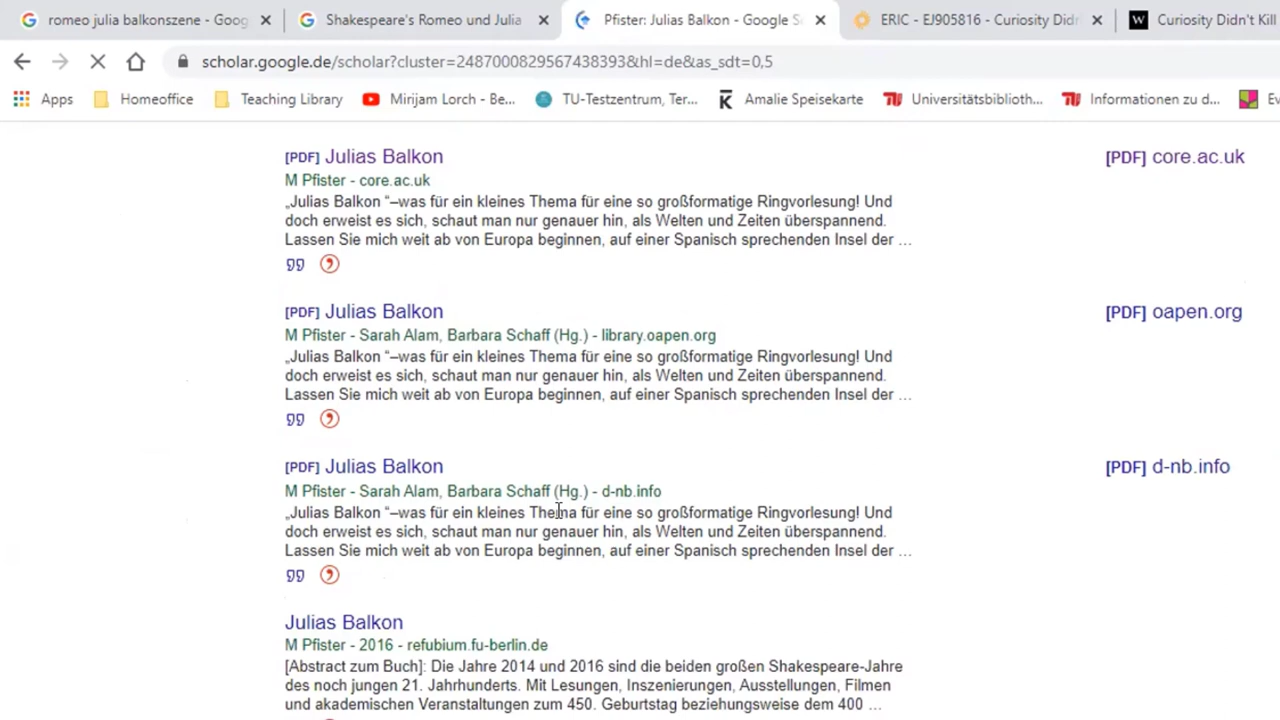 romeo julia balkonszene - Goog
Shakespeare's Romeo und Julia
Pfister: Julias Balkon - Google Sc
ERIC - EJ905816 - Curiosity Didn'
W Curiosity Didn't Kill
scholar.google.de/scholar?cluster=2487000829567438393&hl=de&as_sdt=0,5
Apps
Homeoffice
Teaching Library
Mirijam Lorch - Be...
TU-Testzentrum, Ter...
Amalie Speisekarte
Universitätsbiblioth...
Informationen zu d...
Ev
[PDF] Julias Balkon
[PDF] core.ac.uk
M Pfister - core.ac.uk
„Julias Balkon “–was für ein kleines Thema für eine so großformatige Ringvorlesung! Und
doch erweist es sich, schaut man nur genauer hin, als Welten und Zeiten überspannend.
Lassen Sie mich weit ab von Europa beginnen, auf einer Spanisch sprechenden Insel der …
[PDF] Julias Balkon
[PDF] oapen.org
M Pfister - Sarah Alam, Barbara Schaff (Hg.) - library.oapen.org
„Julias Balkon “–was für ein kleines Thema für eine so großformatige Ringvorlesung! Und
doch erweist es sich, schaut man nur genauer hin, als Welten und Zeiten überspannend.
Lassen Sie mich weit ab von Europa beginnen, auf einer Spanisch sprechenden Insel der …
[PDF] Julias Balkon
[PDF] d-nb.info
M Pfister - Sarah Alam, Barbara Schaff (Hg.) - d-nb.info
„Julias Balkon “–was für ein kleines Thema für eine so großformatige Ringvorlesung! Und
doch erweist es sich, schaut man nur genauer hin, als Welten und Zeiten überspannend.
Lassen Sie mich weit ab von Europa beginnen, auf einer Spanisch sprechenden Insel der …
Julias Balkon
M Pfister - 2016 - refubium.fu-berlin.de
[Abstract zum Buch]: Die Jahre 2014 und 2016 sind die beiden großen Shakespeare-Jahre
des noch jungen 21. Jahrhunderts. Mit Lesungen, Inszenierungen, Ausstellungen, Filmen
und akademischen Veranstaltungen zum 450. Geburtstag beziehungsweise dem 400 …